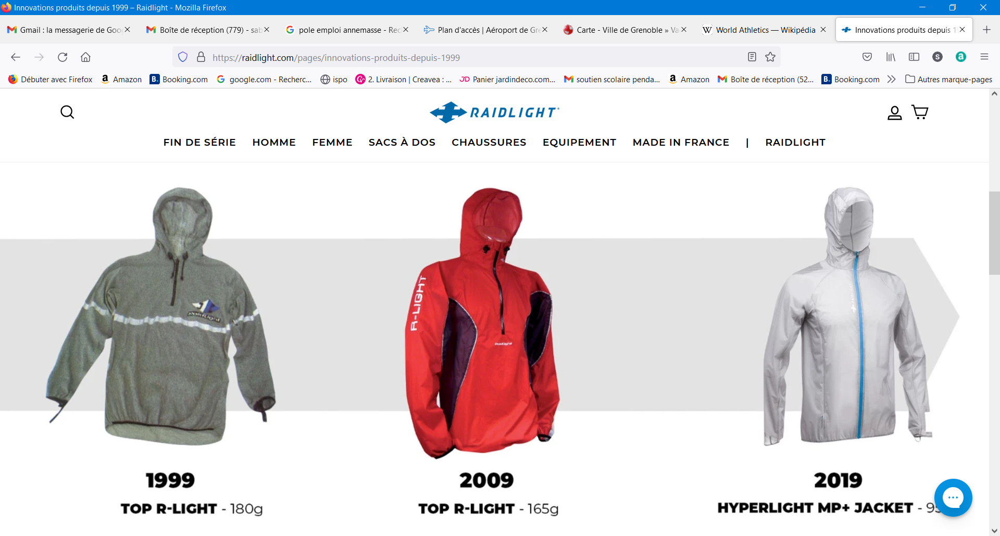 Innovations produits depuis 1999 – Raidlight - Mozilla Firefox
Gmail : la messagerie de Goo
Boîte de réception (779) - sab
pole emploi annemasse - Rec
Plan d'accès | Aéroport de Gre
Carte - Ville de Grenoble » Va
World Athletics — Wikipédia
Innovations produits depuis 1
https://raidlight.com/pages/innovations-produits-depuis-1999
Débuter avec Firefox
Amazon
Booking.com
google.com - Recherc...
ispo
2. Livraison | Creavea : ...
Panier jardindeco.com...
soutien scolaire penda...
Amazon
Boîte de réception (52...
Booking.com
Autres marque-pages
RAIDLIGHT
FIN DE SÉRIE
HOMME
FEMME
SACS À DOS
CHAUSSURES
EQUIPEMENT
MADE IN FRANCE
|
RAIDLIGHT
RaidLight
R-LIGHT
RaidLight
1999
TOP R-LIGHT - 180g
2009
TOP R-LIGHT - 165g
2019
HYPERLIGHT MP+ JACKET - 95